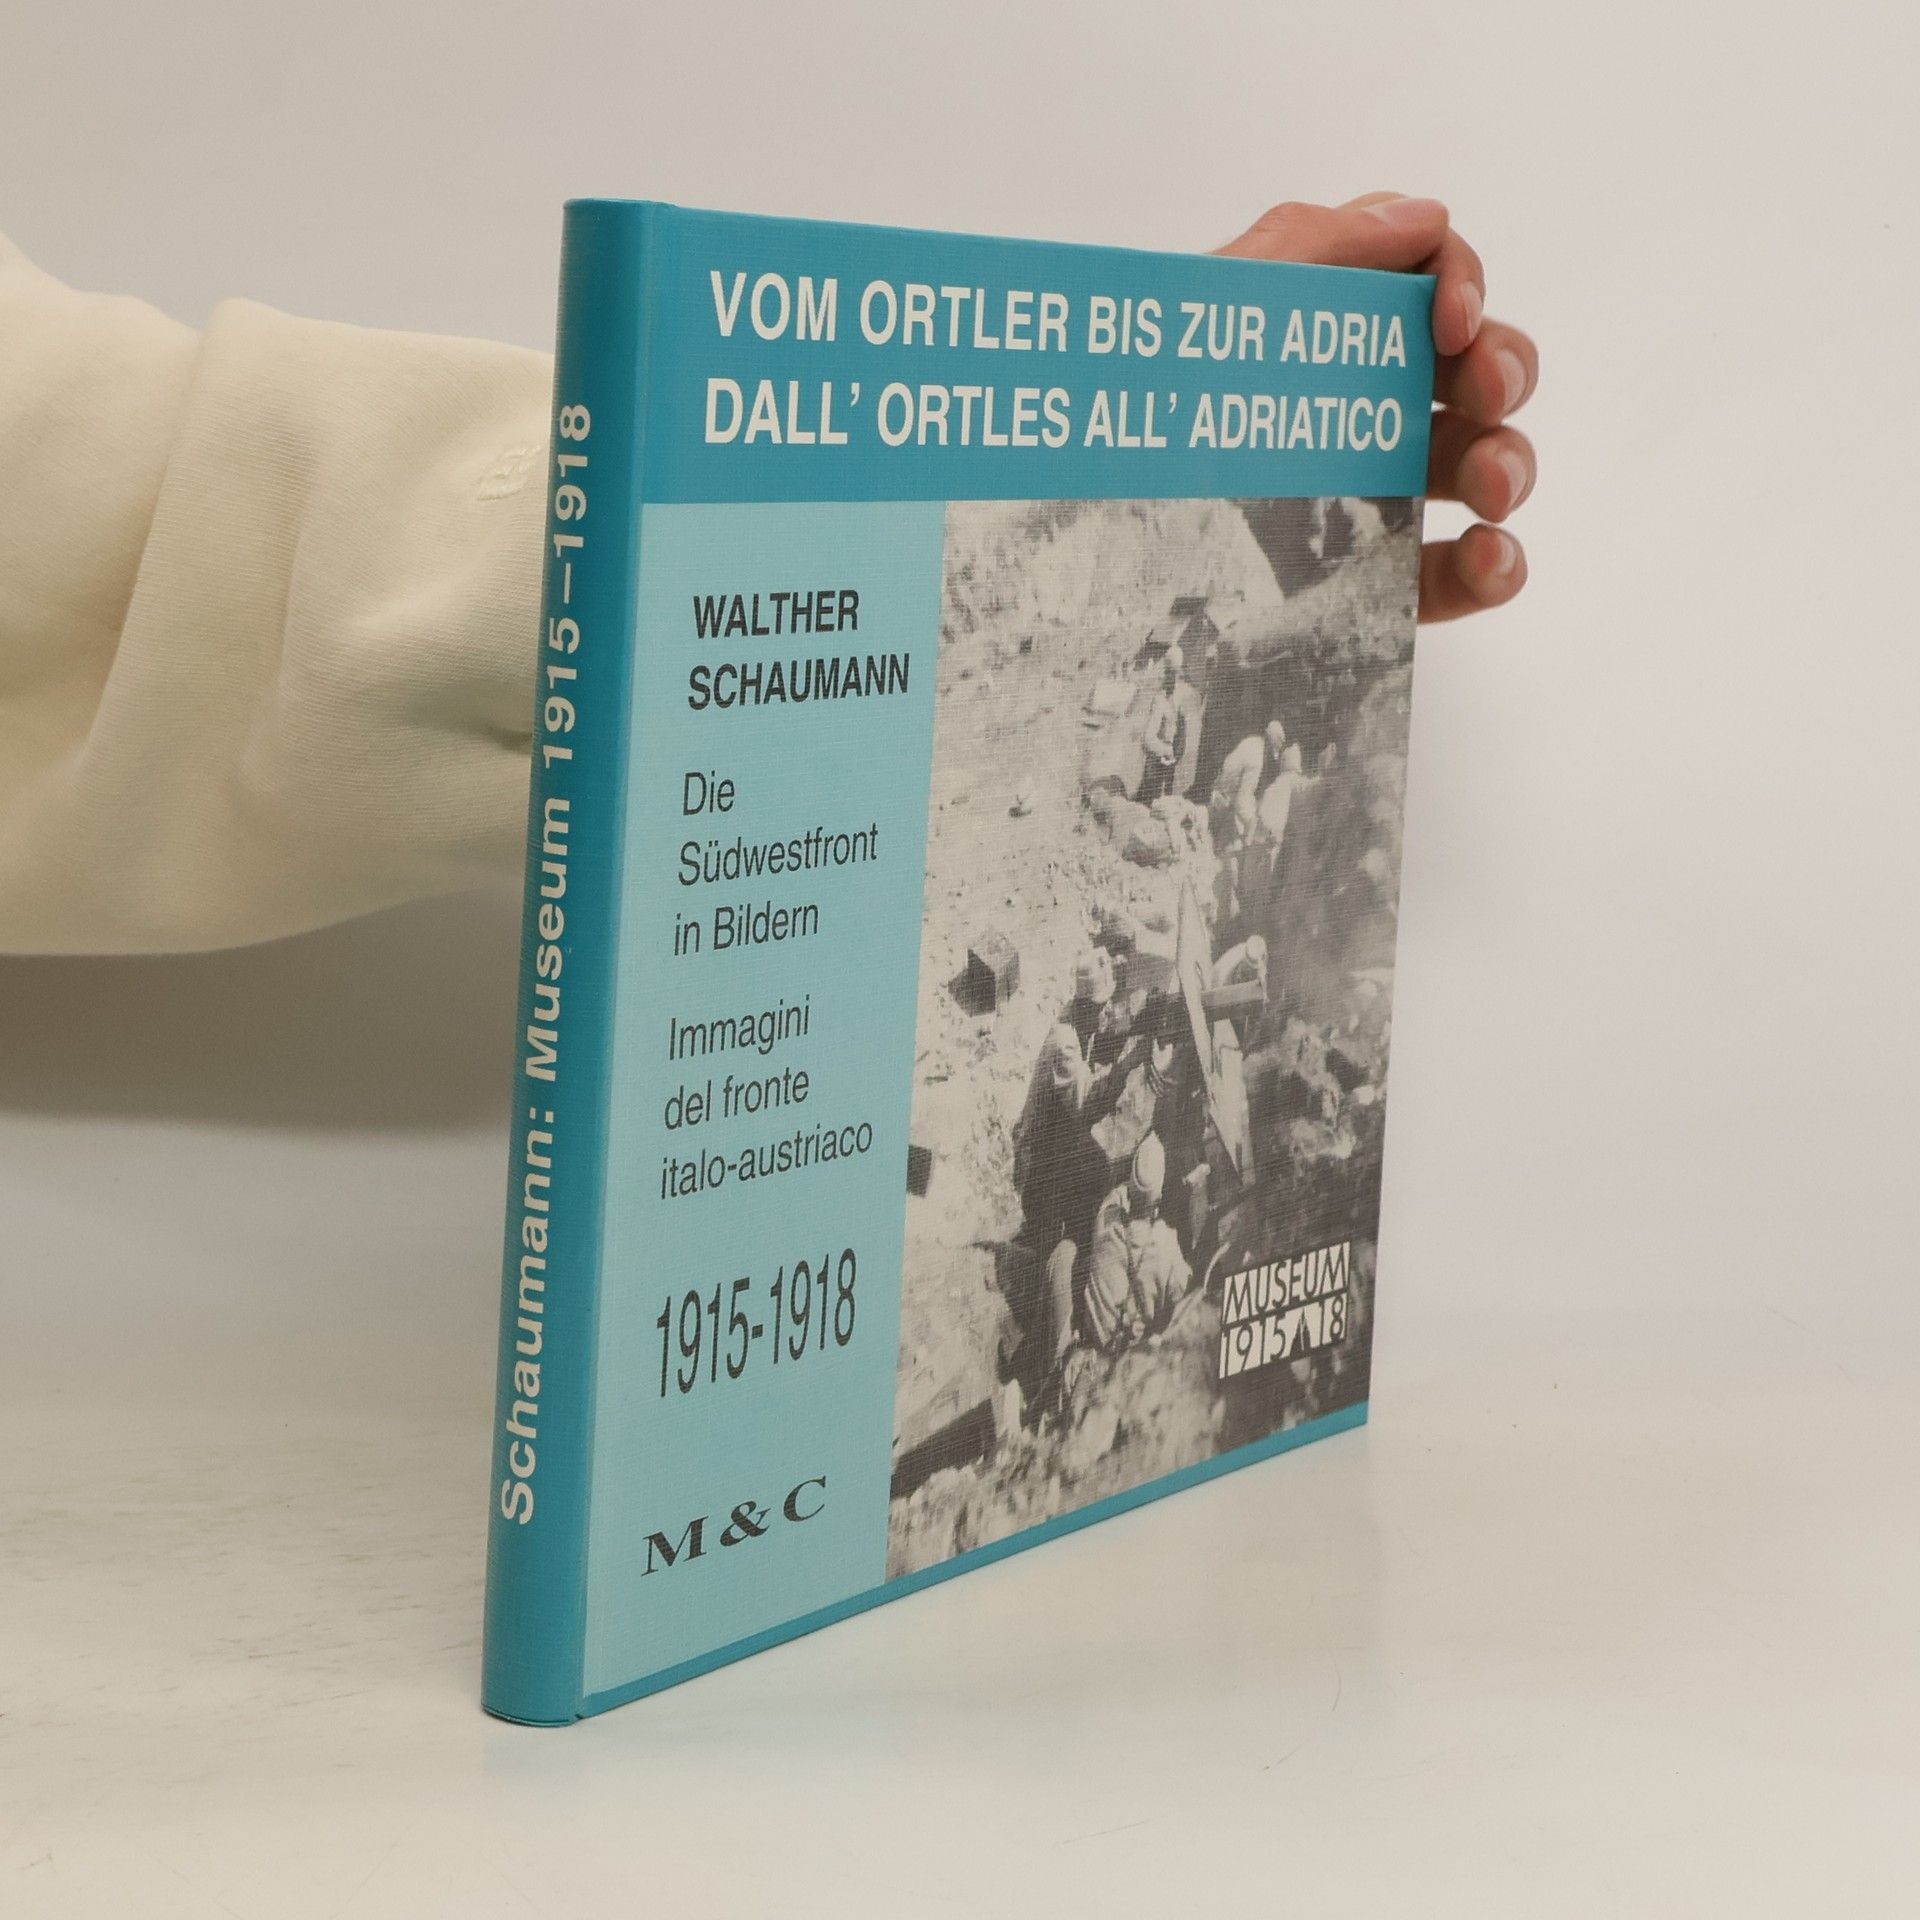 VOM ORTLER BIS ZUR ADRIA
DALL' ORTLES ALL' ADRIATICO
WALTHER
SCHAUMANN
Die
Südwestfront
in Bildern
Immagini
del fronte
italo-austriaco
1915-1918
M & C
MUSEUM
1915 18
Schaumann: Museum 1915–1918